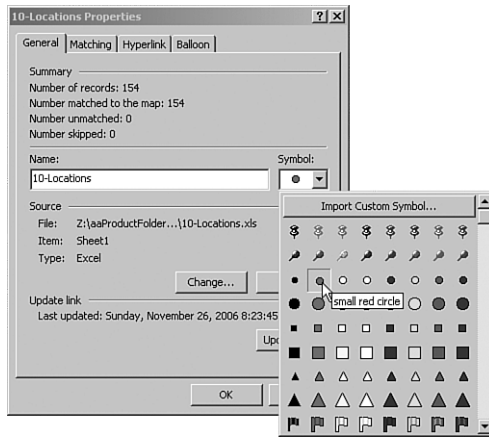 10-Locations Properties
General Matching Hyperlink Balloon
Summary
Number of records: 154
Number matched to the map: 154
Number unmatched: 0
Number skipped: 0
Name: Symbol:
10-Locations
Source
File: Z:\aaProductFolder...\10-Locations.xls
Item: Sheet1
Type: Excel
Change...
Update link
Last updated: Sunday, November 26, 2006 8:23:45
OK
Import Custom Symbol...
small red circle